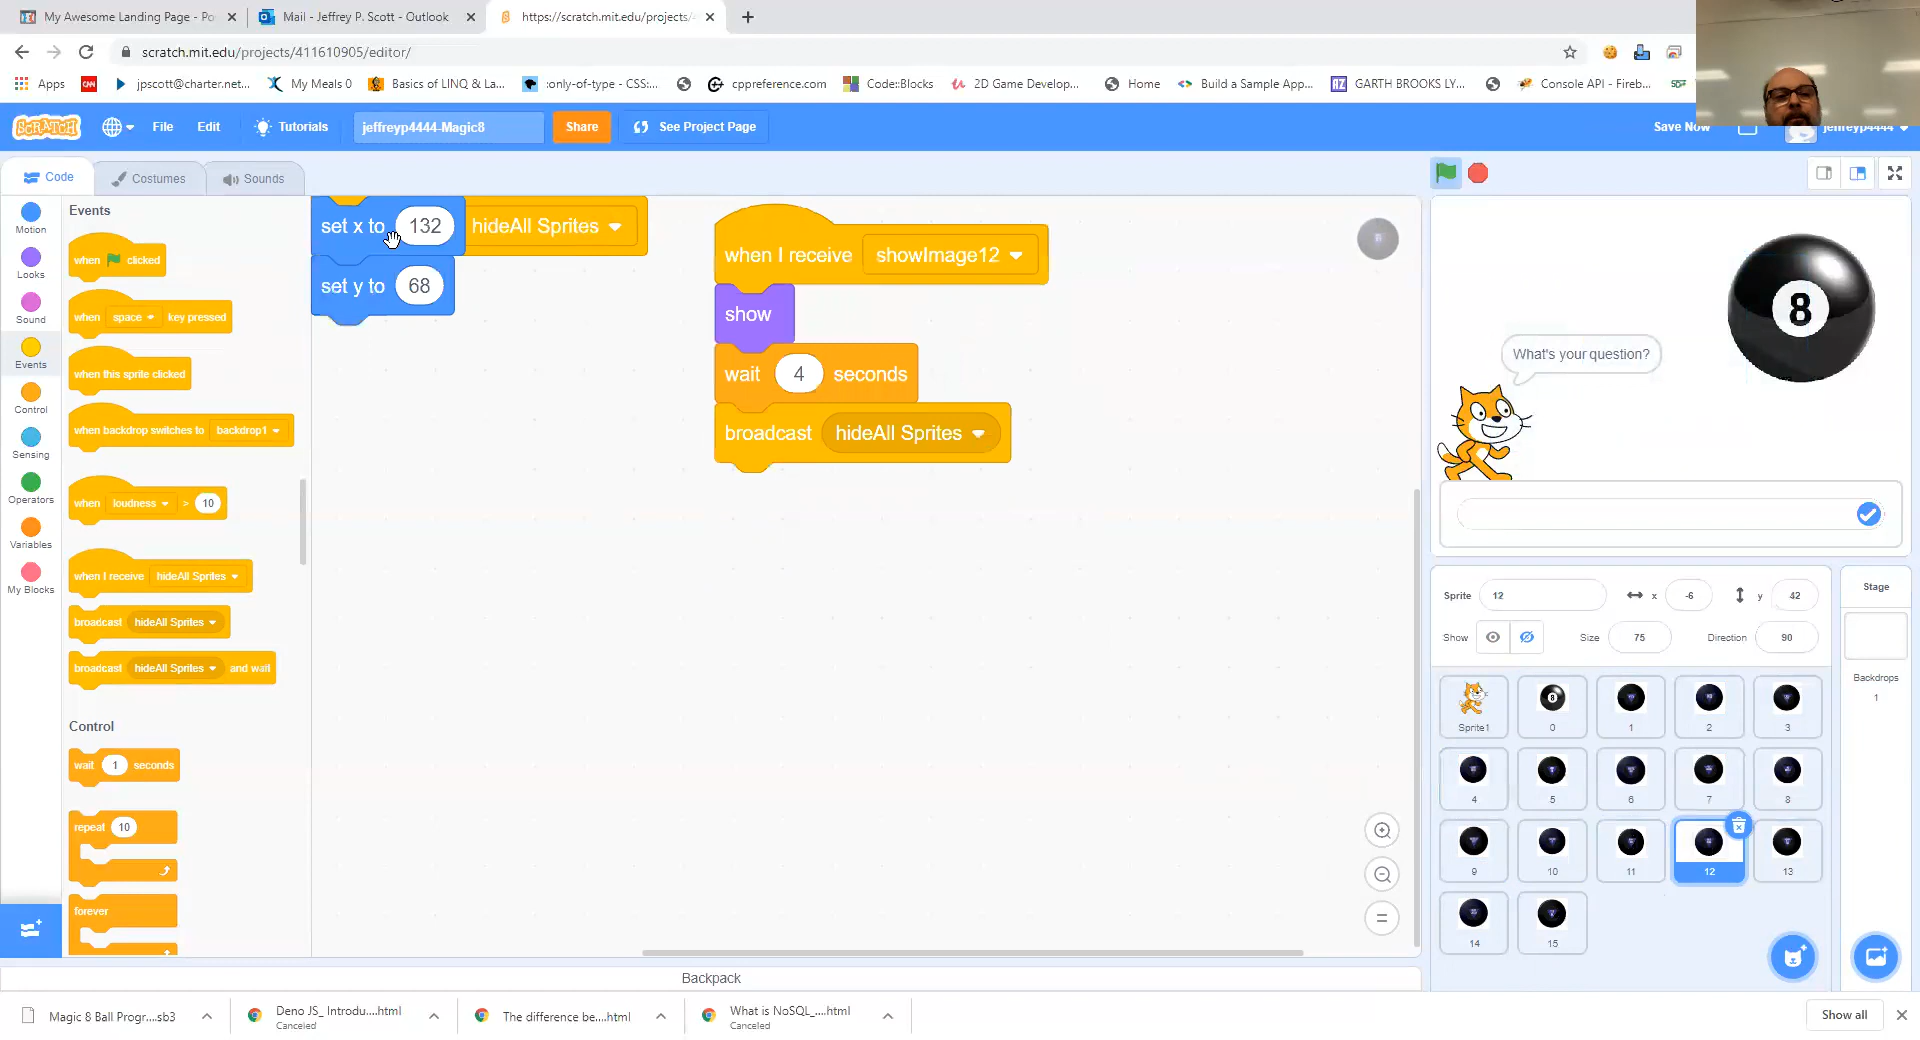 My Awesome Landing Page - Po
Mail - Jeffrey P. Scott - Outlook
https://scratch.mit.edu/projects/4
scratch.mit.edu/projects/411610905/editor/
Apps
CNN
jpscott@charter.net...
My Meals 0
Basics of LINQ & La...
:only-of-type - CSS:...
cppreference.com
Code::Blocks
2D Game Develop...
Home
Build a Sample App...
AZ
GARTH BROOKS LY...
Console API - Fireb...
SCRATCH
File
Edit
Tutorials
jeffreyp4444-Magic8
Share
See Project Page
Save Now
jeffreyp4444
Code
Costumes
Sounds
Motion
Looks
Sound
Events
Control
Sensing
Operators
Variables
My Blocks
Events
when clicked
when space key pressed
when this sprite clicked
when backdrop switches to backdrop1
when loudness > 10
when I receive hideAll Sprites
broadcast hideAll Sprites
broadcast hideAll Sprites and wait
Control
wait 1 seconds
repeat 10
forever
set x to 132
hideAll Sprites
set y to 68
when I receive showImage12
show
wait 4 seconds
broadcast hideAll Sprites
Backpack
8
What's your question?
Sprite 12 x -6 y 42
Show Size 75 Direction 90
Sprite1
0
1
2
3
4
5
6
7
8
9
10
11
12
13
14
15
Stage
Backdrops
1
Magic 8 Ball Progr....sb3
Deno JS_ Introdu....html
Canceled
The difference be....html
What is NoSQL_....html
Canceled
Show all